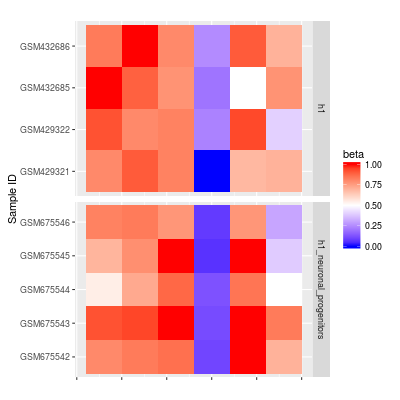 Sample ID
GSM432686
GSM432685
GSM429322
GSM429321
h1
GSM675546
GSM675545
GSM675544
GSM675543
GSM675542
h1_neuronal_progenitors
beta
1.00
0.75
0.50
0.25
0.00